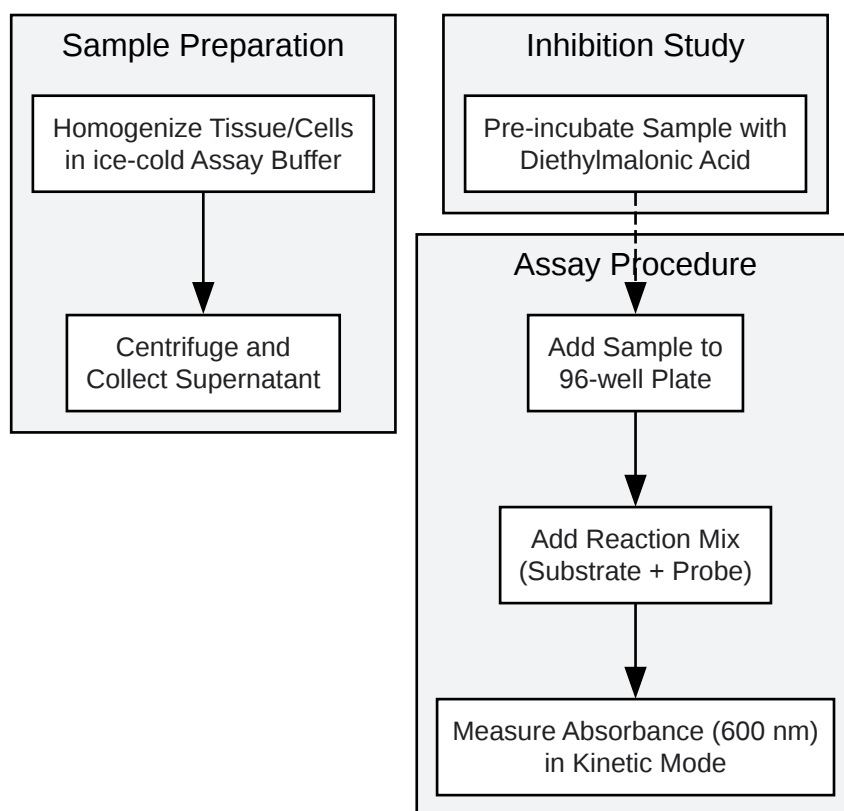 Sample Preparation
Homogenize Tissue/Cells
in ice-cold Assay Buffer
Centrifuge and
Collect Supernatant
Inhibition Study
Pre-incubate Sample with
Diethylmalonic Acid
Assay Procedure
Add Sample to
96-well Plate
Add Reaction Mix
(Substrate + Probe)
Measure Absorbance (600 nm)
in Kinetic Mode